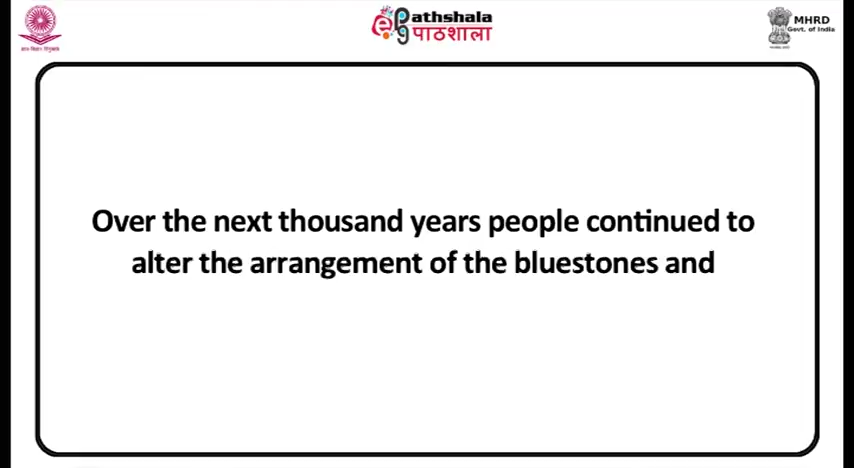 ePathshala
पाठशाला
MHRD
Govt. of India
Over the next thousand years people continued to
alter the arrangement of the bluestones and